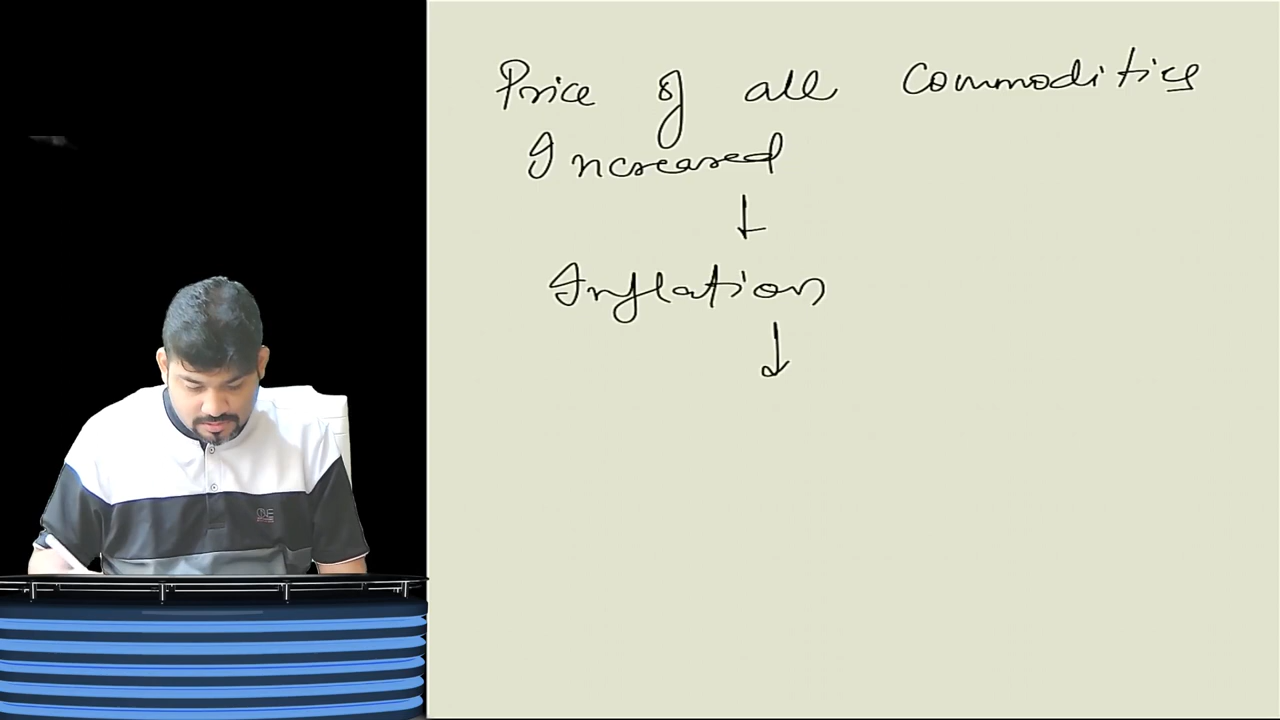 Price of all Commodities
Increased
↓
Inflation
↓